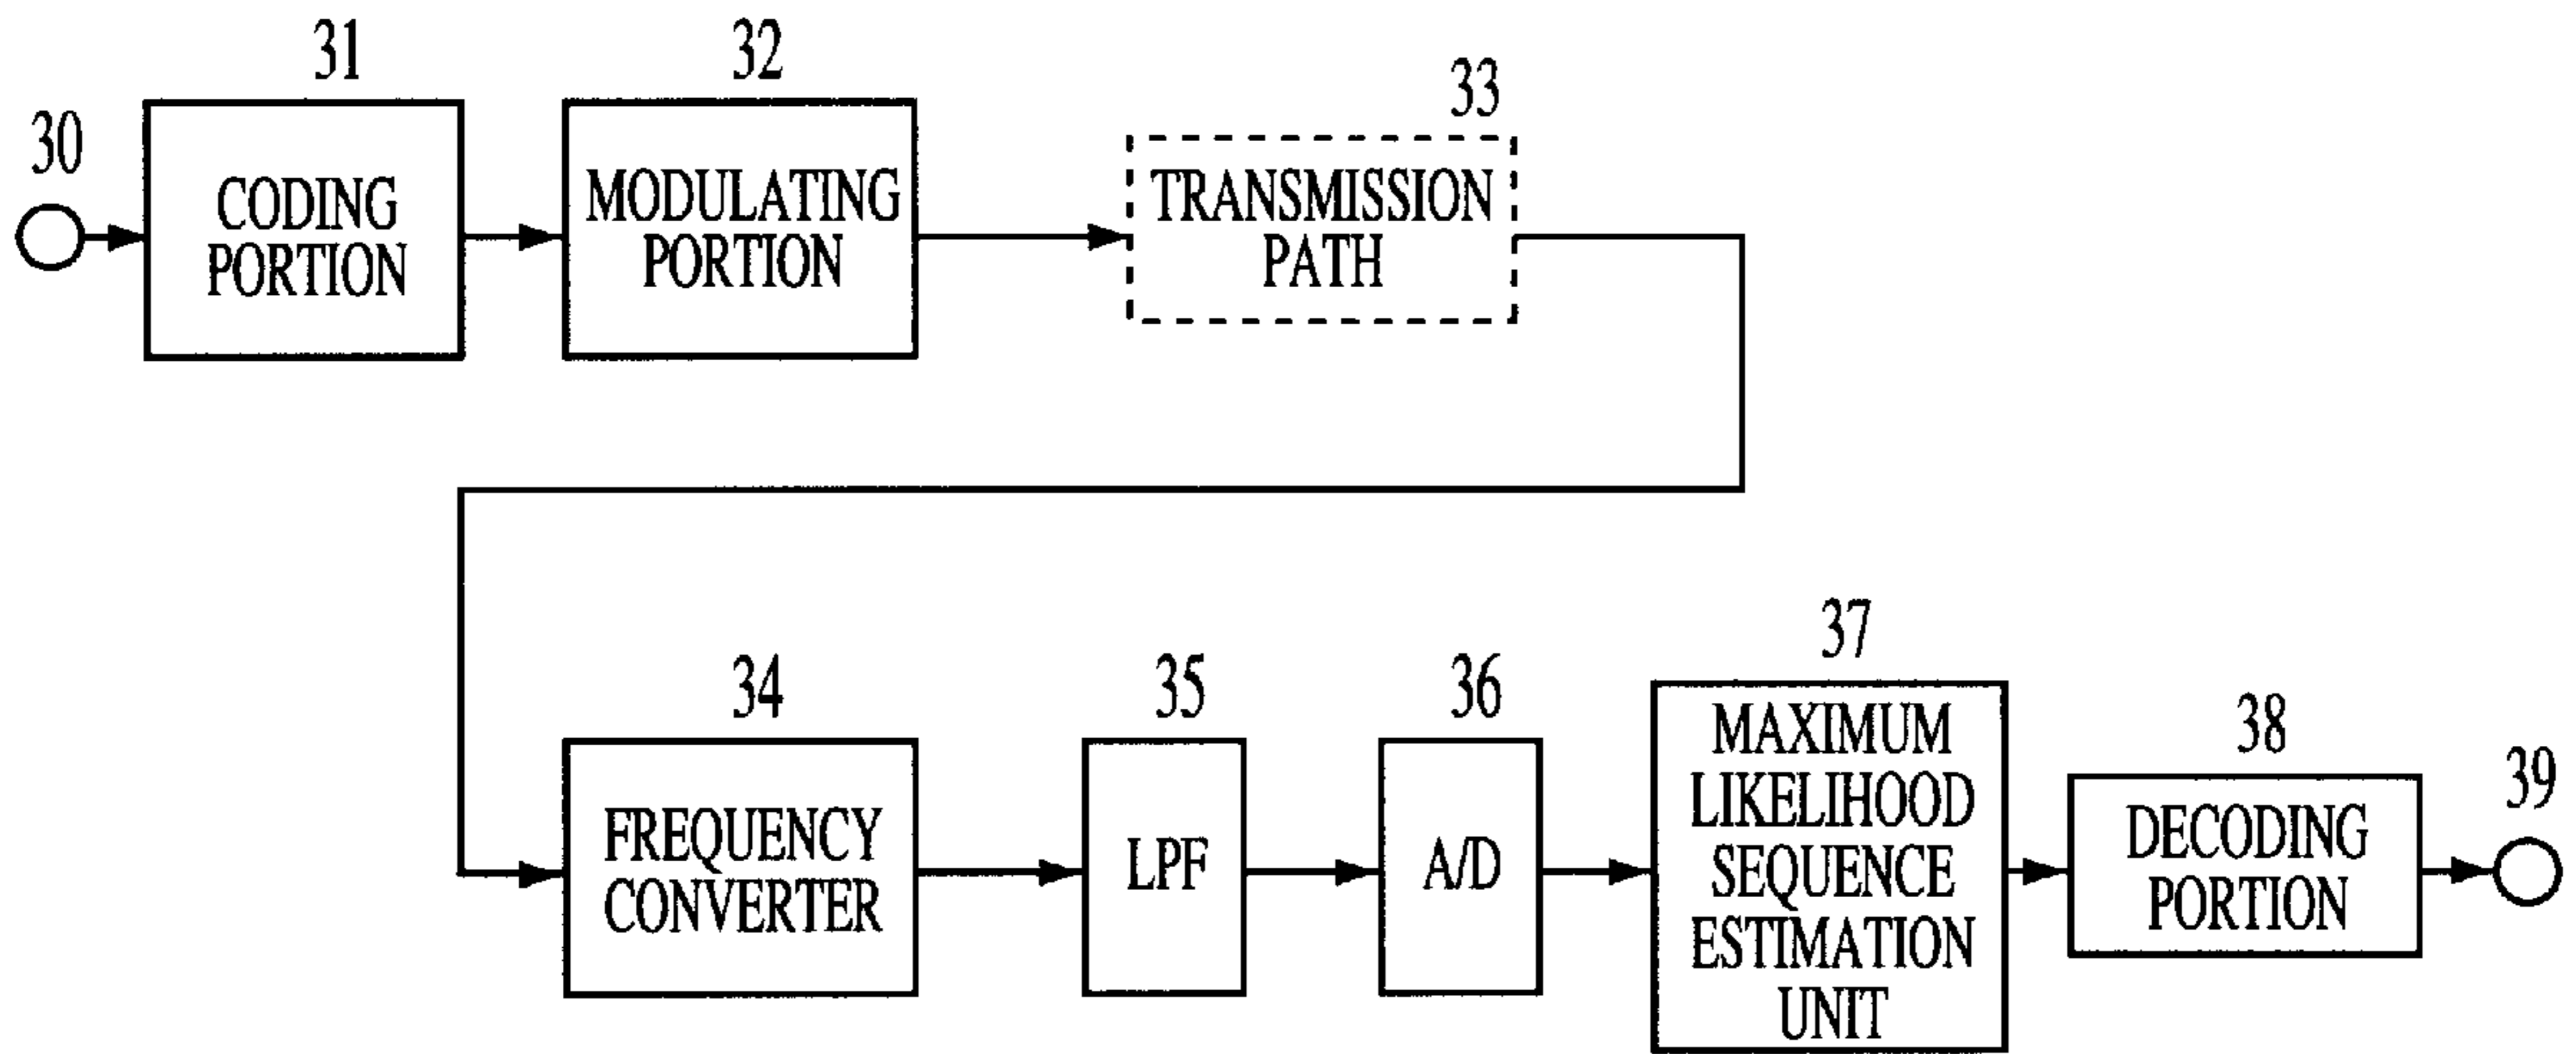 30
31
CODING
PORTION
32
MODULATING
PORTION
33
TRANSMISSION
PATH
34
FREQUENCY
CONVERTER
35
LPF
36
A/D
37
MAXIMUM
LIKELIHOOD
SEQUENCE
ESTIMATION
UNIT
38
DECODING
PORTION
39